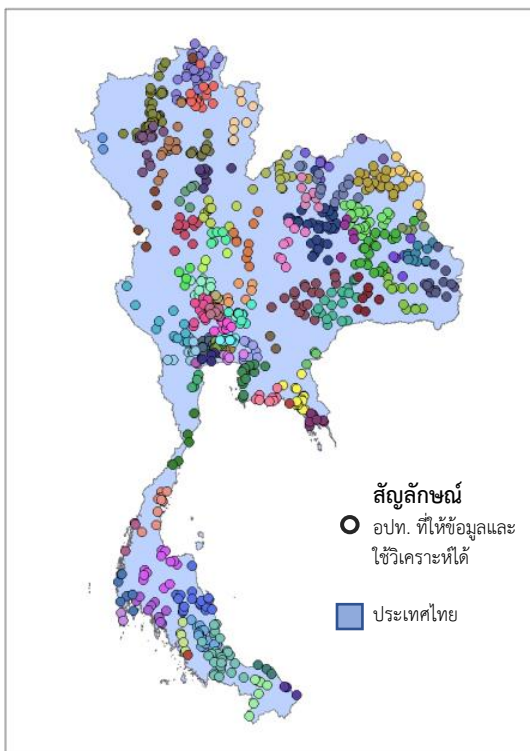 สัญลักษณ์
อปท. ที่ให้ข้อมูลและ
ใช้วิเคราะห์ได้
ประเทศไทย